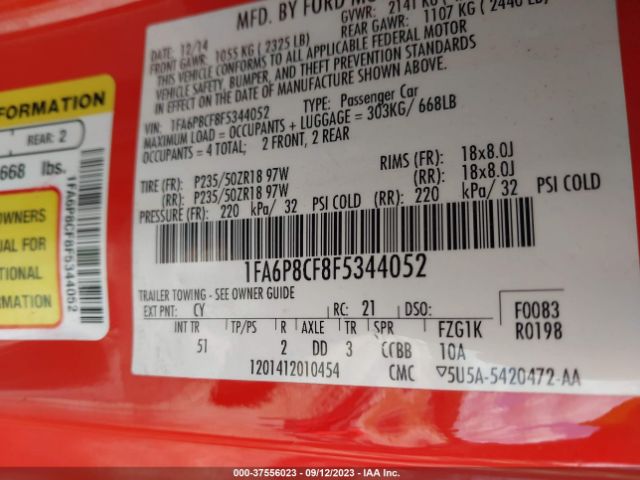 MFD. BY FORD MO
GVWR: 2141 KG
DATE: 12/14
FRONT GAWR: 1055 KG ( 2325 LB)
REAR GAWR: 1107 KG ( 2440 LB)
THIS VEHICLE CONFORMS TO ALL APPLICABLE FEDERAL MOTOR
VEHICLE SAFETY, BUMPER, AND THEFT PREVENTION STANDARDS
IN EFFECT ON THE DATE OF MANUFACTURE SHOWN ABOVE.
VIN: 1FA6P8CF8F5344052
TYPE: Passenger Car
MAXIMUM LOAD = OCCUPANTS + LUGGAGE = 303KG/ 668LB
OCCUPANTS = 4 TOTAL; 2 FRONT, 2 REAR
TIRE (FR): P235/50ZR18 97W RIMS (FR): 18x8.0J
(RR): P235/50ZR18 97W (RR): 18x8.0J
PRESSURE (FR): 220 kPa/ 32 PSI COLD (RR): 220 kPa/ 32 PSI COLD
1FA6P8CF8F5344052
TRAILER TOWING - SEE OWNER GUIDE
EXT PNT: CY RC: 21 DSO: F0083
INT TR TP/PS R AXLE TR SPR FZG1K R0198
51 2 DD 3 CCBB 10A
1201412010454 CMC ▽5U5A-5420472-AA
FORMATION
REAR: 2
668 lbs.
1FA6P8CF8F5344052
OWNERS
UAL FOR
TIONAL
MATION
000-37556023 - 09/12/2023 - IAA Inc.